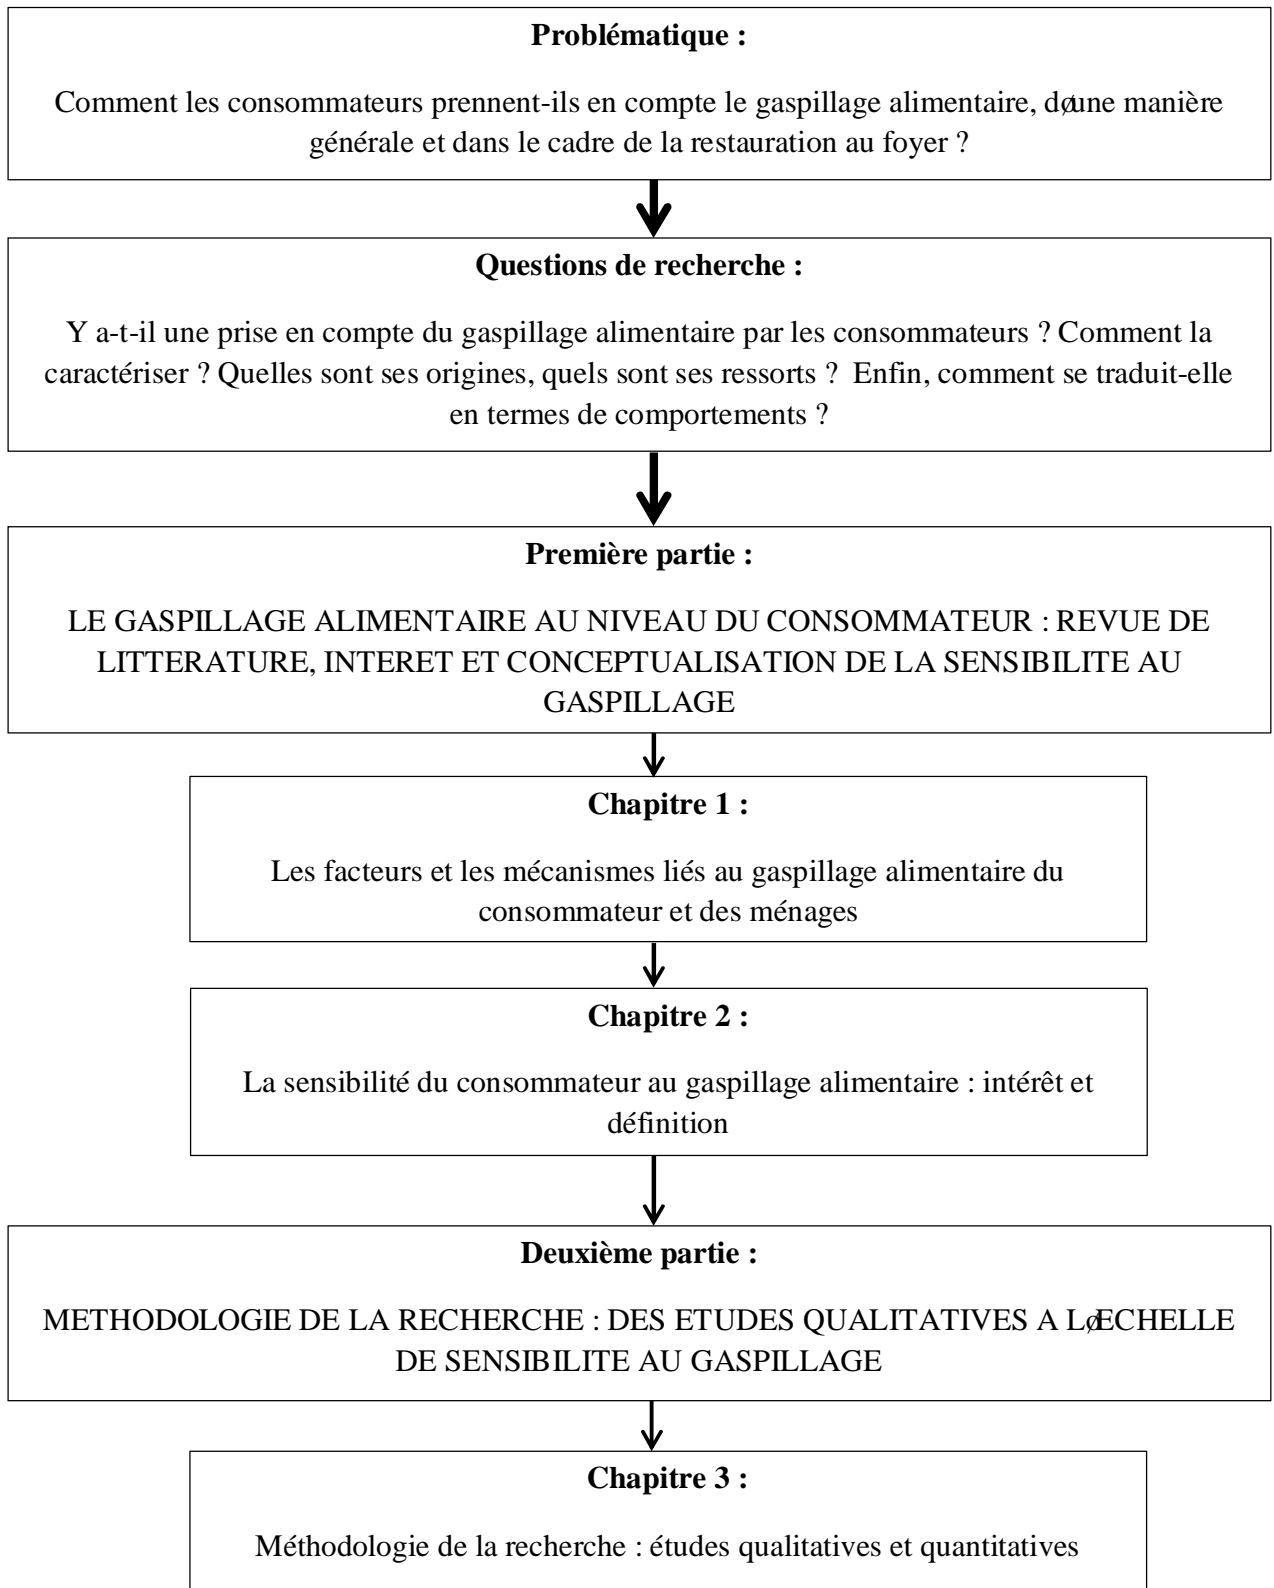 Problématique :
Comment les consommateurs prennent-ils en compte le gaspillage alimentaire, døune manière
générale et dans le cadre de la restauration au foyer ?
Questions de recherche :
Y a-t-il une prise en compte du gaspillage alimentaire par les consommateurs ? Comment la
caractériser ? Quelles sont ses origines, quels sont ses ressorts ? Enfin, comment se traduit-elle
en termes de comportements ?
Première partie :
LE GASPILLAGE ALIMENTAIRE AU NIVEAU DU CONSOMMATEUR : REVUE DE
LITTERATURE, INTERET ET CONCEPTUALISATION DE LA SENSIBILITE AU
GASPILLAGE
Chapitre 1 :
Les facteurs et les mécanismes liés au gaspillage alimentaire du
consommateur et des ménages
Chapitre 2 :
La sensibilité du consommateur au gaspillage alimentaire : intérêt et
définition
Deuxième partie :
METHODOLOGIE DE LA RECHERCHE : DES ETUDES QUALITATIVES A LøECHELLE
DE SENSIBILITE AU GASPILLAGE
Chapitre 3 :
Méthodologie de la recherche : études qualitatives et quantitatives